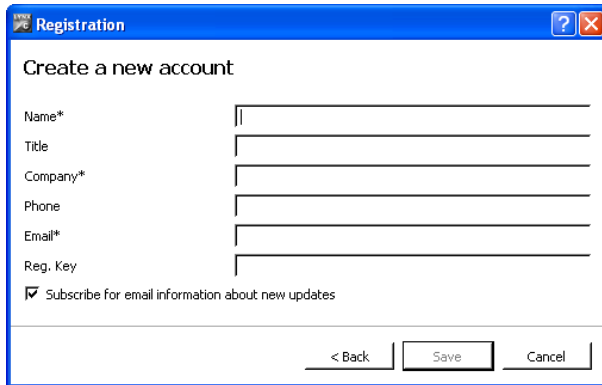 LYNX
C
Registration
Create a new account
Name*
Title
Company*
Phone
Email*
Reg. Key
Subscribe for email information about new updates
< Back Save Cancel